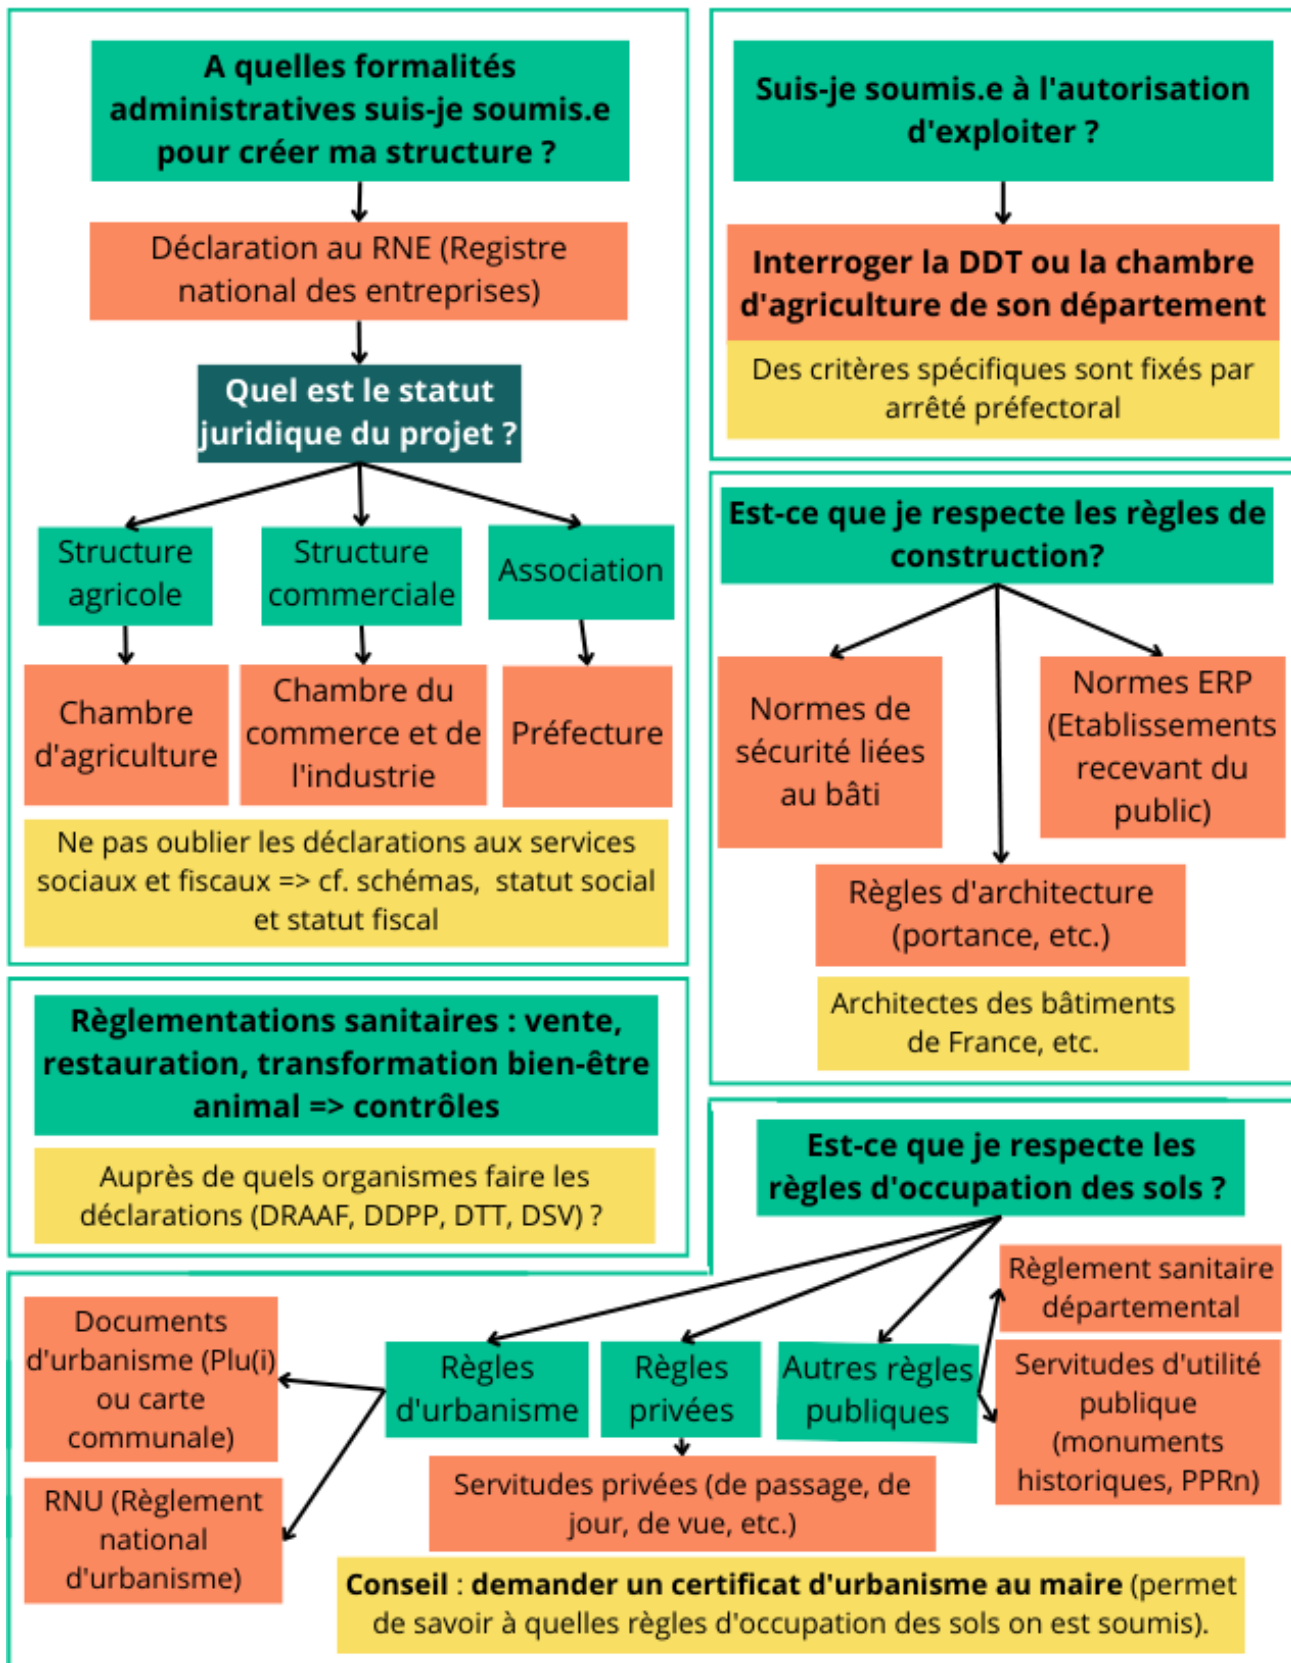 A quelles formalités
administratives suis-je soumis.e
pour créer ma structure ?
Déclaration au RNE (Registre
national des entreprises)
Quel est le statut
juridique du projet ?
Structure
agricole
Structure
commerciale
Association
Chambre
d'agriculture
Chambre du
commerce et de
l'industrie
Préfecture
Ne pas oublier les déclarations aux services
sociaux et fiscaux => cf. schémas, statut social
et statut fiscal
Suis-je soumis.e à l'autorisation
d'exploiter ?
Interroger la DDT ou la chambre
d'agriculture de son département
Des critères spécifiques sont fixés par
arrêté préfectoral
Est-ce que je respecte les règles de
construction?
Normes de
sécurité liées
au bâti
Normes ERP
(Etablissements
recevant du
public)
Règles d'architecture
(portance, etc.)
Architectes des bâtiments
de France, etc.
Règlementations sanitaires : vente,
restauration, transformation bien-être
animal => contrôles
Auprès de quels organismes faire les
déclarations (DRAAF, DDPP, DTT, DSV) ?
Est-ce que je respecte les
règles d'occupation des sols ?
Règles
d'urbanisme
Règles
privées
Autres règles
publiques
Documents
d'urbanisme (Plu(i)
ou carte
communale)
RNU (Règlement
national
d'urbanisme)
Servitudes privées (de passage, de
jour, de vue, etc.)
Règlement sanitaire
départemental
Servitudes d'utilité
publique
(monuments
historiques, PPRn)
Conseil : demander un certificat d'urbanisme au maire (permet
de savoir à quelles règles d'occupation des sols on est soumis).